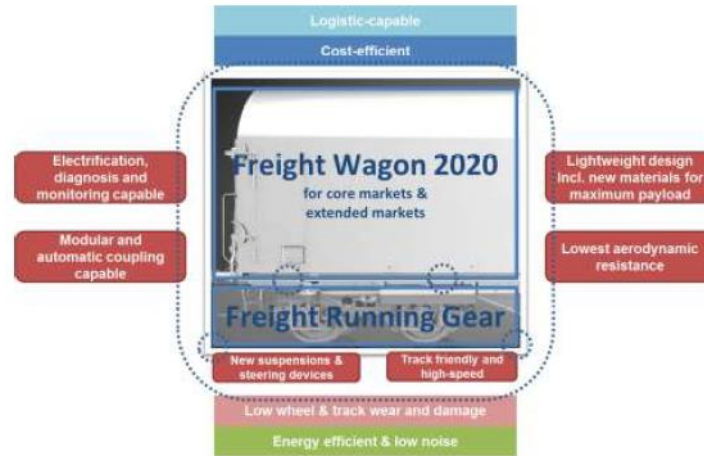 Logistic-capable
Cost-efficient
Freight Wagon 2020
for core markets &
extended markets
Electrification,
diagnosis and
monitoring capable
Modular and
automatic coupling
capable
Lightweight design
Incl. new materials for
maximum payload
Lowest aerodynamic
resistance
Freight Running Gear
New suspensions &
steering devices
Track friendly and
high-speed
Low wheel & track wear and damage
Energy efficient & low noise